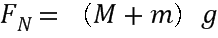 F_N = (M + m) g